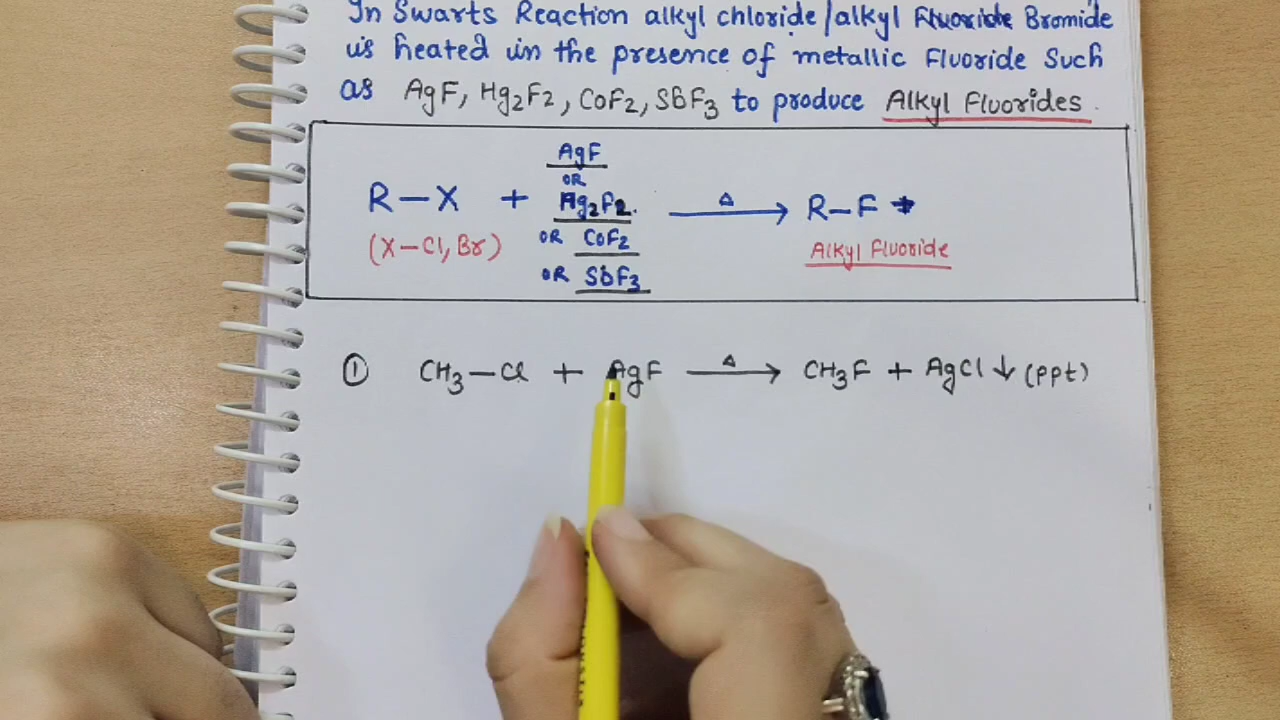 In Swarts Reaction alkyl chloride/alkyl Bromide
is heated in the presence of metallic Fluoride Such
as AgF, Hg2F2, CoF2, SbF3 to produce Alkyl Fluorides.
AgF
OR
R-X + Hg2F2. Δ→ R-F
(X-Cl, Br) OR CoF2 Alkyl Fluoride
OR SbF3
① CH3-Cl + AgF Δ→ CH3F + AgCl ↓ (ppt)